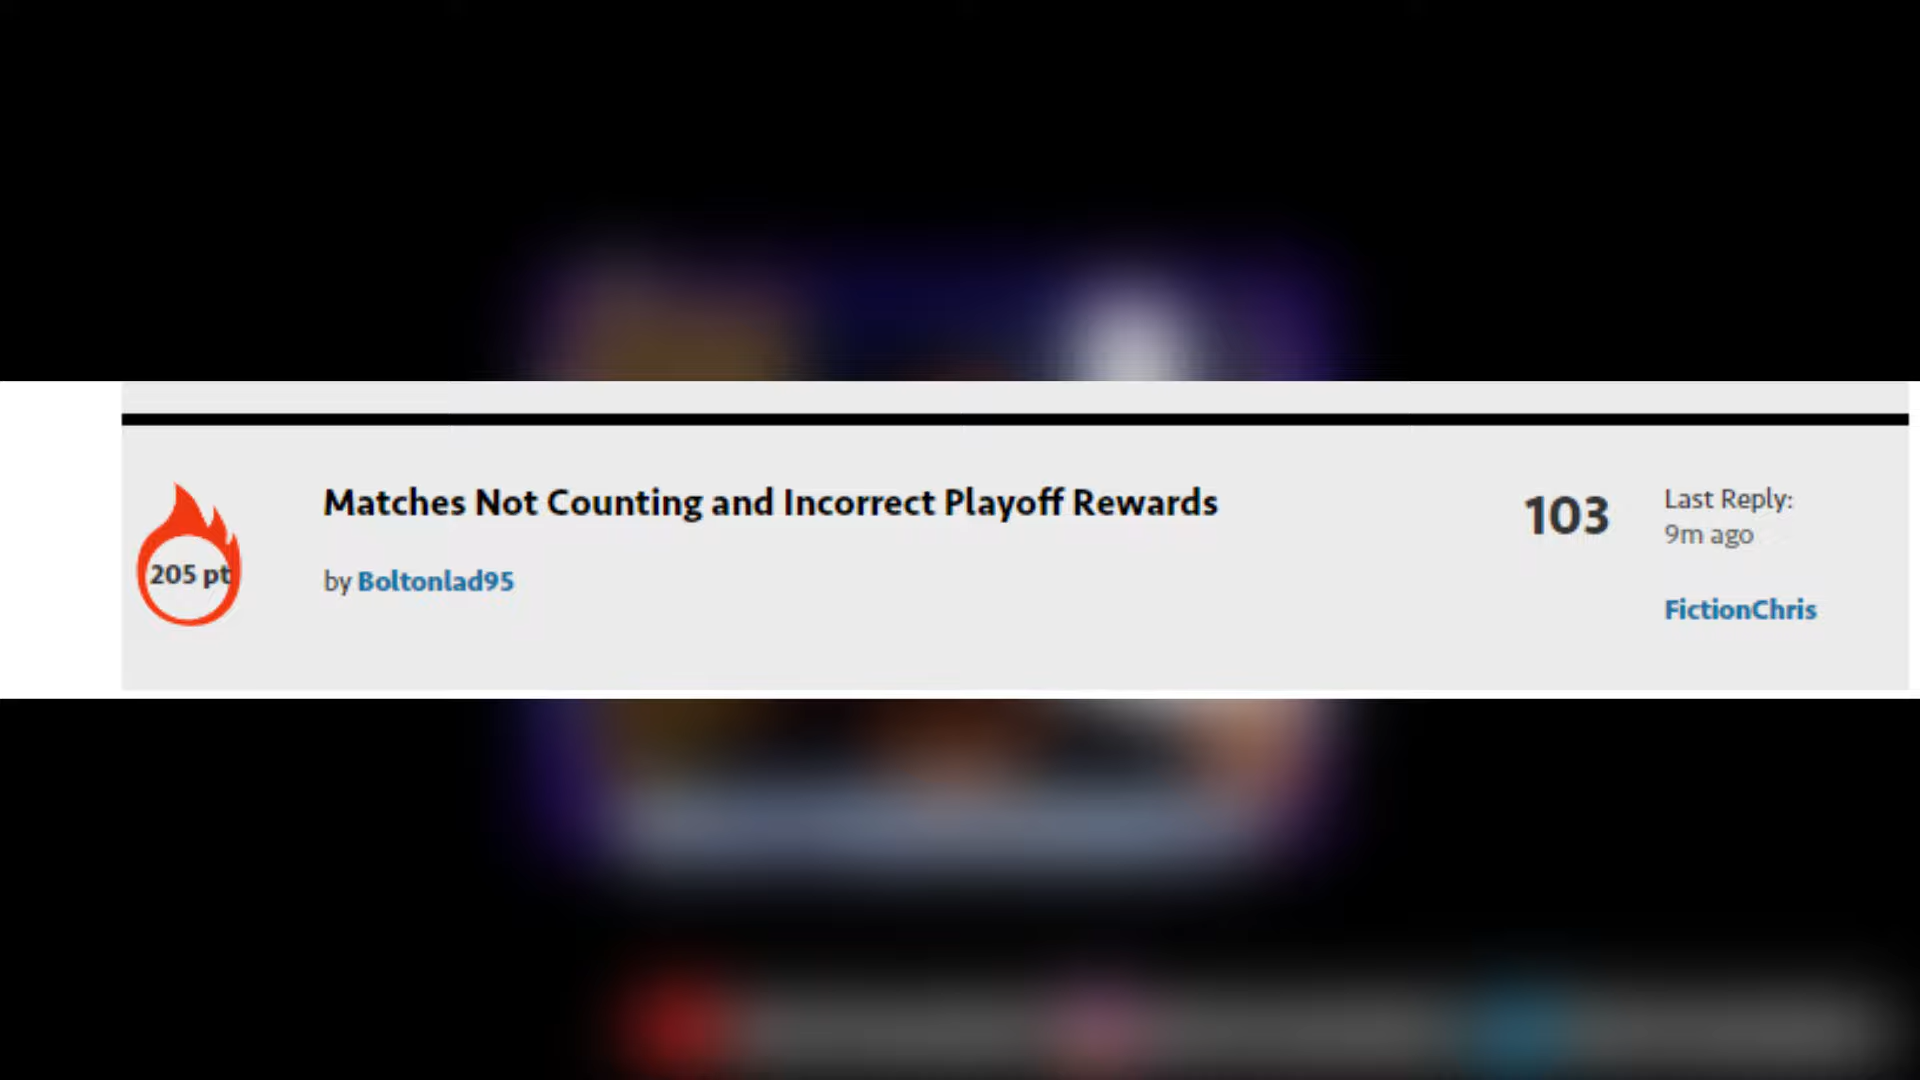 Matches Not Counting and Incorrect Playoff Rewards
by Boltonlad95
205 pt
103
Last Reply:
9m ago
FictionChris